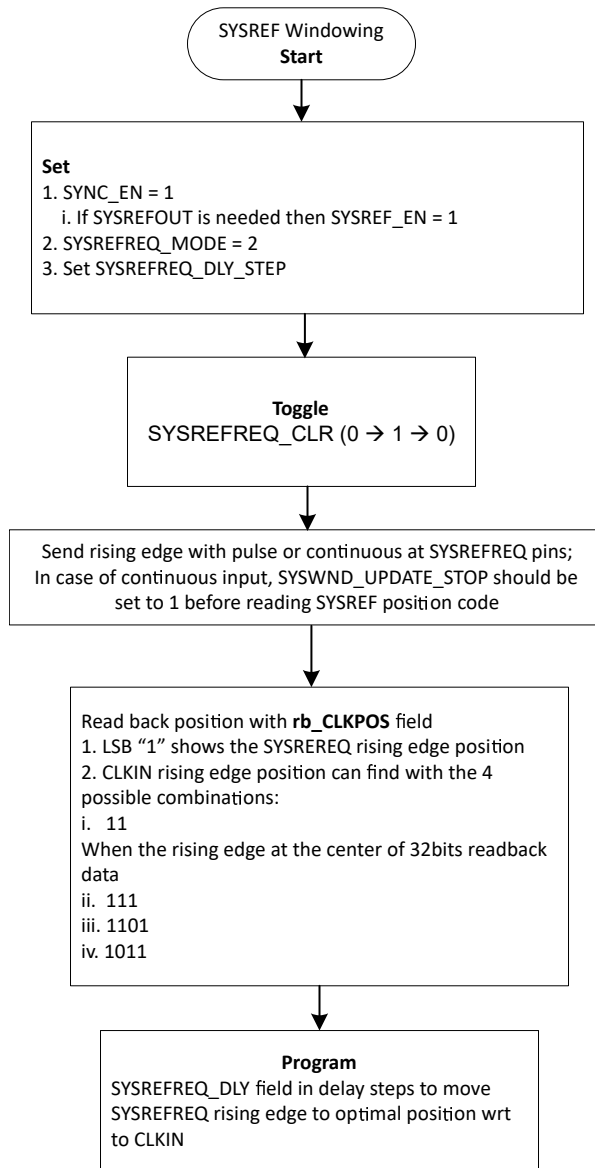 SYSREF Windowing
Start
Set
1. SYNC_EN = 1
i. If SYSREFOUT is needed then SYSREF_EN = 1
2. SYSREFREQ_MODE = 2
3. Set SYSREFREQ_DLY_STEP
Toggle
SYSREFREQ_CLR (0 → 1 → 0)
Send rising edge with pulse or continuous at SYSREFREQ pins;
In case of continuous input, SYSWND_UPDATE_STOP should be
set to 1 before reading SYSREF position code
Read back position with rb_CLKPOS field
1. LSB “1” shows the SYSREREQ rising edge position
2. CLKIN rising edge position can find with the 4
possible combinations:
i. 11
When the rising edge at the center of 32bits readback
data
ii. 111
iii. 1101
iv. 1011
Program
SYSREFREQ_DLY field in delay steps to move
SYSREFREQ rising edge to optimal position wrt
to CLKIN